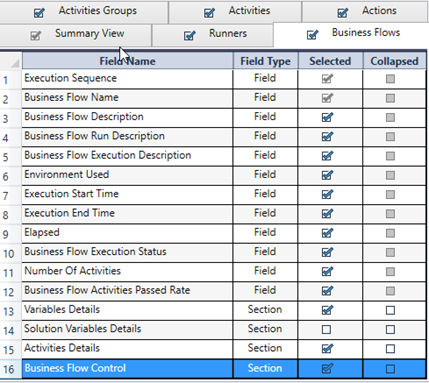 Activities Groups Activities Actions
Summary View Runners Business Flows
Field Name Field Type Selected Collapsed
1 Execution Sequence Field
2 Business Flow Name Field
3 Business Flow Description Field
4 Business Flow Run Description Field
5 Business Flow Execution Description Field
6 Environment Used Field
7 Execution Start Time Field
8 Execution End Time Field
9 Elapsed Field
10 Business Flow Execution Status Field
11 Number Of Activities Field
12 Business Flow Activities Passed Rate Field
13 Variables Details Section
14 Solution Variables Details Section
15 Activities Details Section
16 Business Flow Control Section